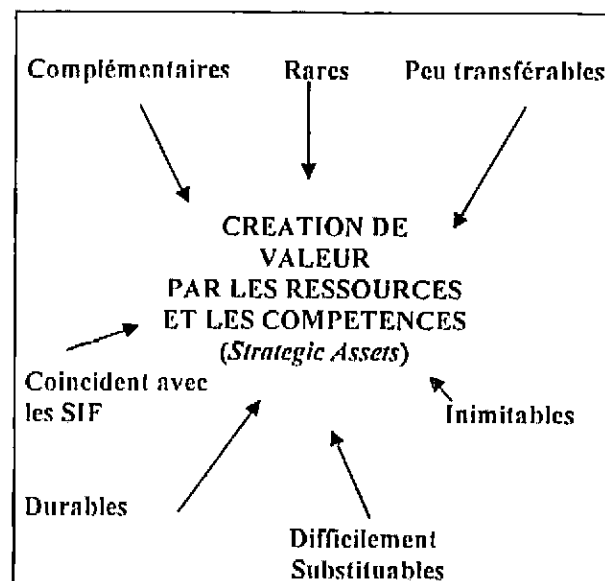 Complémentaires Rares Peu transférables
CREATION DE
VALEUR
PAR LES RESSOURCES
ET LES COMPETENCES
(Strategic Assets)
Coincident avec
les SIF
Inimitables
Durables
Difficilement
Substituables